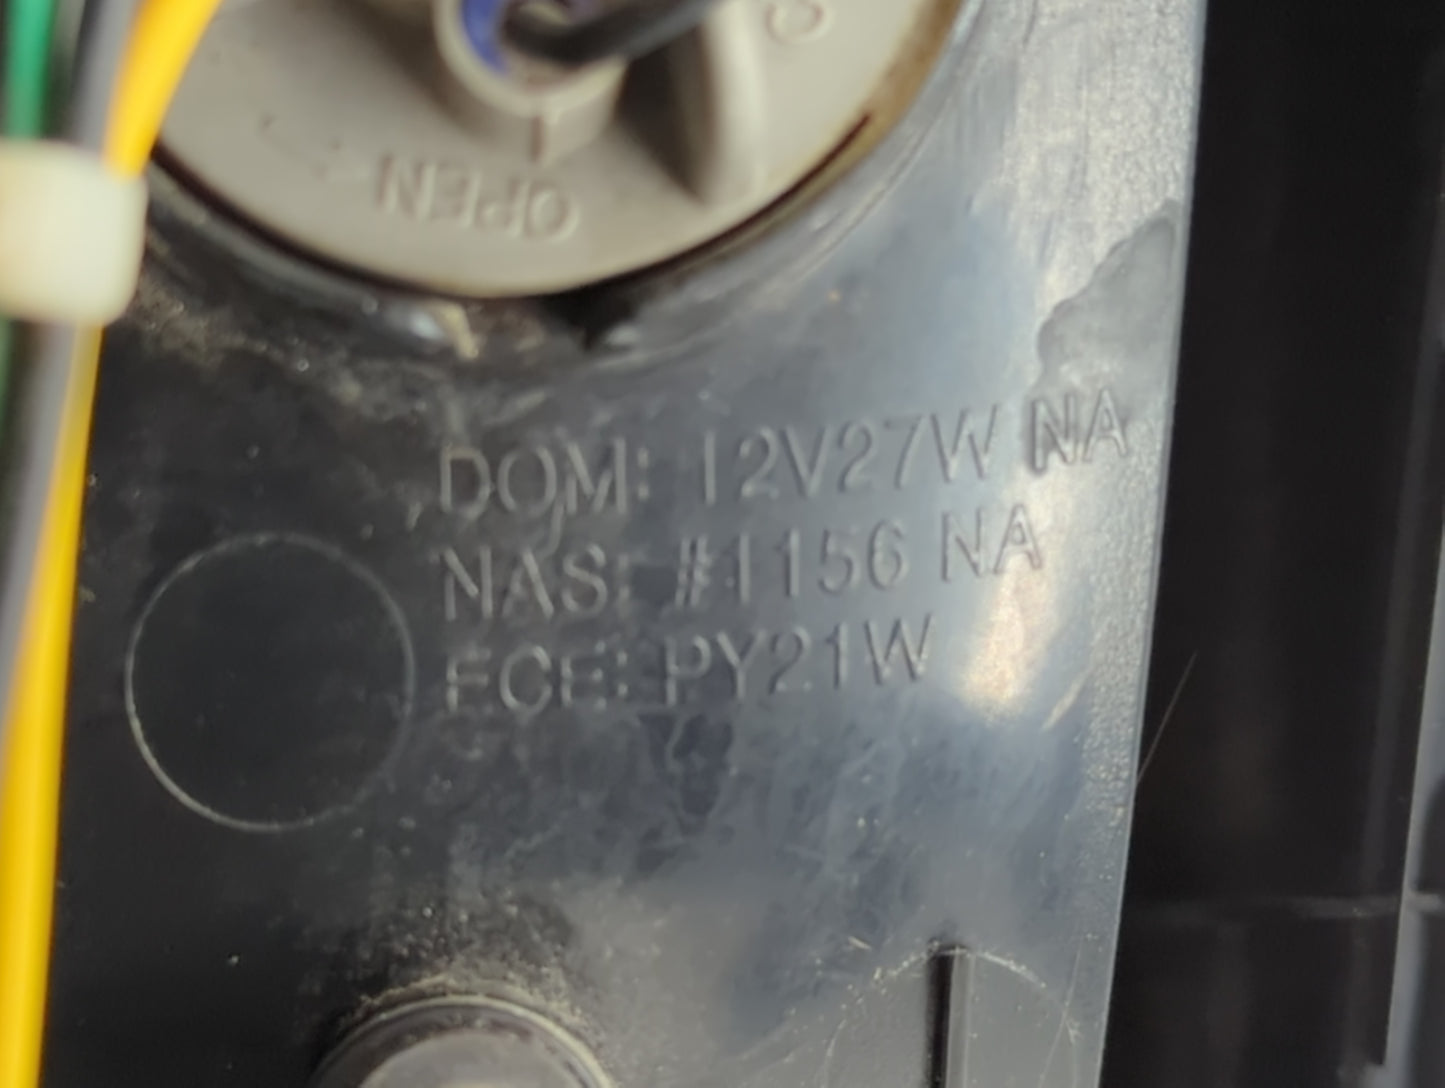 OPEN
DOM: 12V27W NA
NAS: #1156 NA
ECE: PY21W